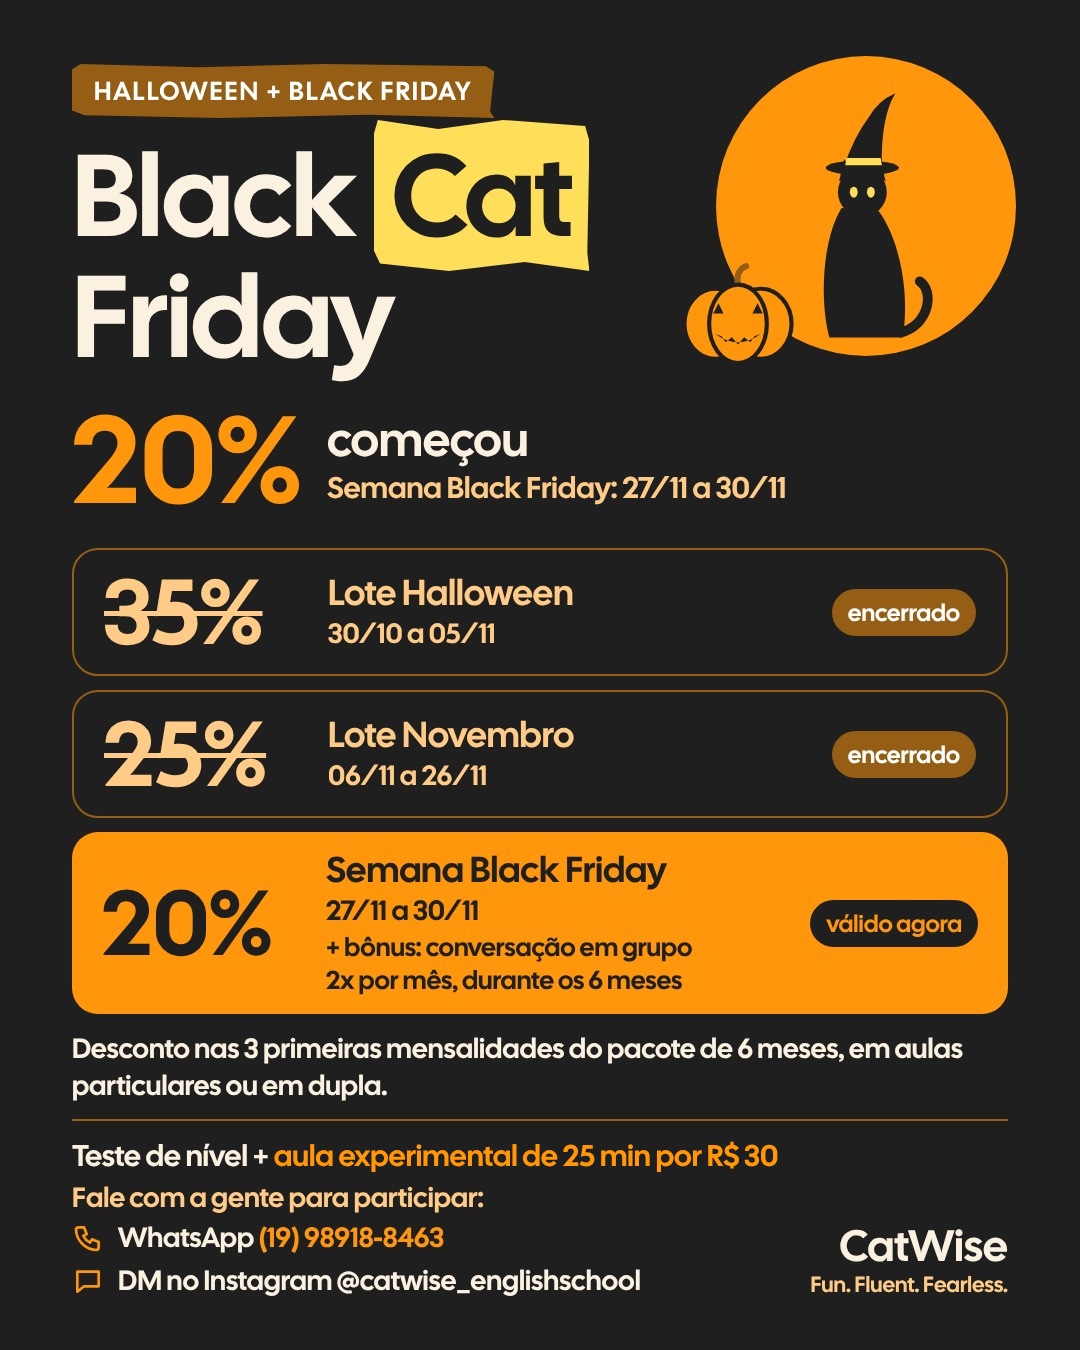 HALLOWEEN + BLACK FRIDAY
Black Cat
Friday
20%
começou
Semana Black Friday: 27/11 a 30/11
35%
Lote Halloween
30/10 a 05/11
encerrado
25%
Lote Novembro
06/11 a 26/11
encerrado
20%
Semana Black Friday
27/11 a 30/11
+ bônus: conversação em grupo
2x por mês, durante os 6 meses
válido agora
Desconto nas 3 primeiras mensalidades do pacote de 6 meses, em aulas
particulares ou em dupla.
Teste de nível + aula experimental de 25 min por R$ 30
Fale com a gente para participar:
WhatsApp (19) 98918-8463
DM no Instagram @catwise_englishschool
CatWise
Fun. Fluent. Fearless.